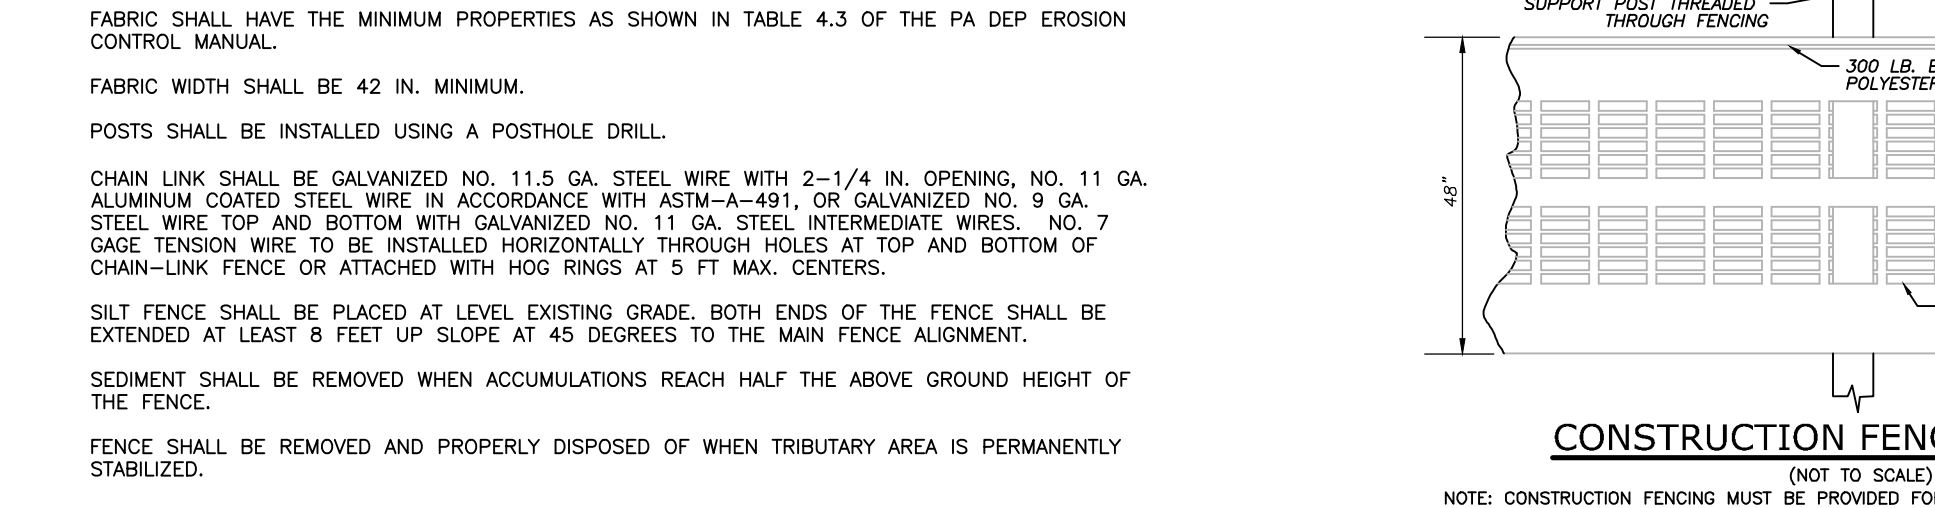 FABRIC SHALL HAVE THE MINIMUM PROPERTIES AS SHOWN IN TABLE 4.3 OF THE PA DEP EROSION
CONTROL MANUAL.
FABRIC WIDTH SHALL BE 42 IN. MINIMUM.
POSTS SHALL BE INSTALLED USING A POSTHOLE DRILL.
CHAIN LINK SHALL BE GALVANIZED NO. 11.5 GA. STEEL WIRE WITH 2-1/4 IN. OPENING, NO. 11 GA.
ALUMINUM COATED STEEL WIRE IN ACCORDANCE WITH ASTM-A-491, OR GALVANIZED NO. 9 GA.
STEEL WIRE TOP AND BOTTOM WITH GALVANIZED NO. 11 GA. STEEL INTERMEDIATE WIRES. NO. 7
GAGE TENSION WIRE TO BE INSTALLED HORIZONTALLY THROUGH HOLES AT TOP AND BOTTOM OF
CHAIN-LINK FENCE OR ATTACHED WITH HOG RINGS AT 5 FT MAX. CENTERS.
SILT FENCE SHALL BE PLACED AT LEVEL EXISTING GRADE. BOTH ENDS OF THE FENCE SHALL BE
EXTENDED AT LEAST 8 FEET UP SLOPE AT 45 DEGREES TO THE MAIN FENCE ALIGNMENT.
SEDIMENT SHALL BE REMOVED WHEN ACCUMULATIONS REACH HALF THE ABOVE GROUND HEIGHT OF
THE FENCE.
FENCE SHALL BE REMOVED AND PROPERLY DISPOSED OF WHEN TRIBUTARY AREA IS PERMANENTLY
STABILIZED.
SUPPORT POST THREADED
THROUGH FENCING
300 LB.
POLYESTER
48"
CONSTRUCTION
(NOT TO SCALE)
NOTE: CONSTRUCTION FENCING MUST BE PROVIDED